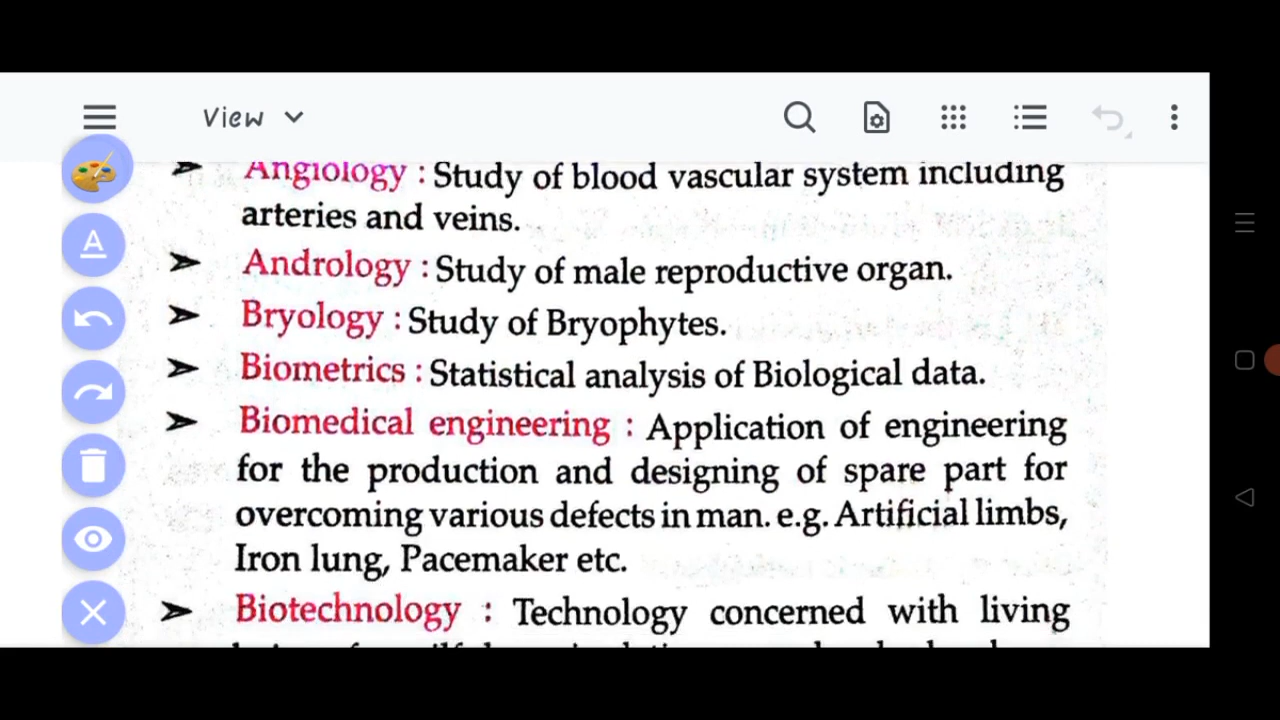 View
Angiology : Study of blood vascular system including
arteries and veins.
Andrology : Study of male reproductive organ.
Bryology : Study of Bryophytes.
Biometrics : Statistical analysis of Biological data.
Biomedical engineering : Application of engineering
for the production and designing of spare part for
overcoming various defects in man. e.g. Artificial limbs,
Iron lung, Pacemaker etc.
Biotechnology : Technology concerned with living